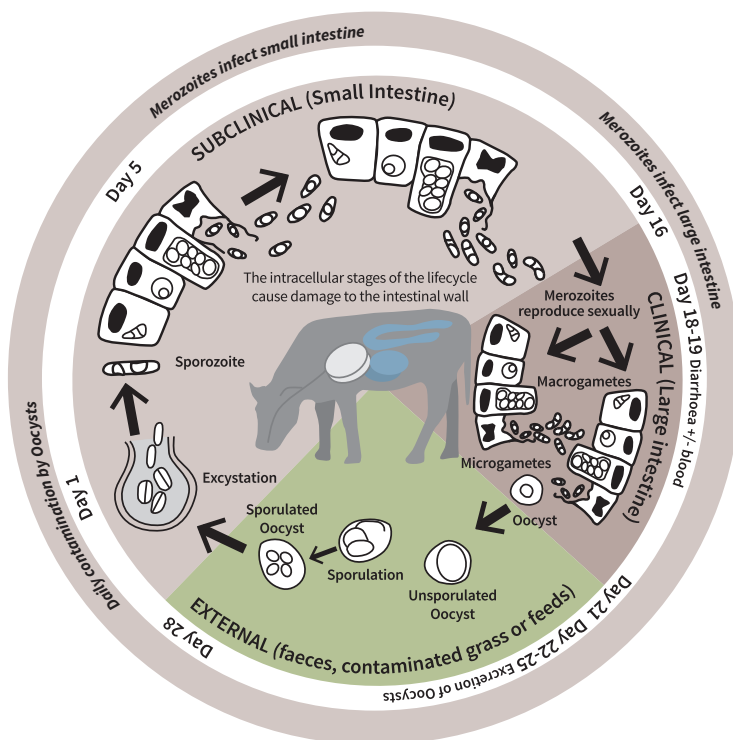 Merozoites infect small intestine
Merozoites infect large intestine
SUBCLINICAL (Small Intestine)
Day 5
Day 16
The intracellular stages of the lifecycle
cause damage to the intestinal wall
Merozoites
reproduce sexually
Day 18-19 Diarrhoea +/- blood
CLINICAL (Large intestine)
Macrogametes
Sporozoite
Microgametes
Daily contamination by Oocysts
Day 1
Excystation
Sporulated
Oocyst
Oocyst
Sporulation
Unsporulated
Oocyst
EXTERNAL (faeces, contaminated grass or feeds)
Day 21 Day 22-25 Excretion of Oocysts
Day 28